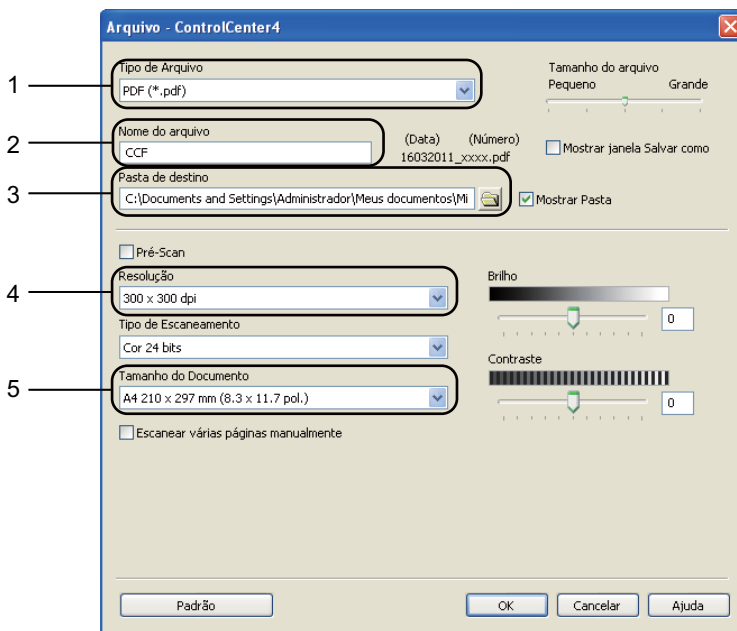 Arquivo - ControlCenter4
1
Tipo de Arquivo
PDF (*.pdf)
Tamanho do arquivo
Pequeno Grande
2
Nome do arquivo
CCF
(Data) (Número)
16032011_xxxx.pdf
Mostrar janela Salvar como
3
Pasta de destino
C:\Documents and Settings\Administrador\Meus documentos\Mi
Mostrar Pasta
Pré-Scan
4
Resolução
300 x 300 dpi
Brilho
0
Tipo de Escaneamento
Cor 24 bits
Contraste
0
5
Tamanho do Documento
A4 210 x 297 mm (8.3 x 11.7 pol.)
Escanear várias páginas manualmente
Padrão OK Cancelar Ajuda